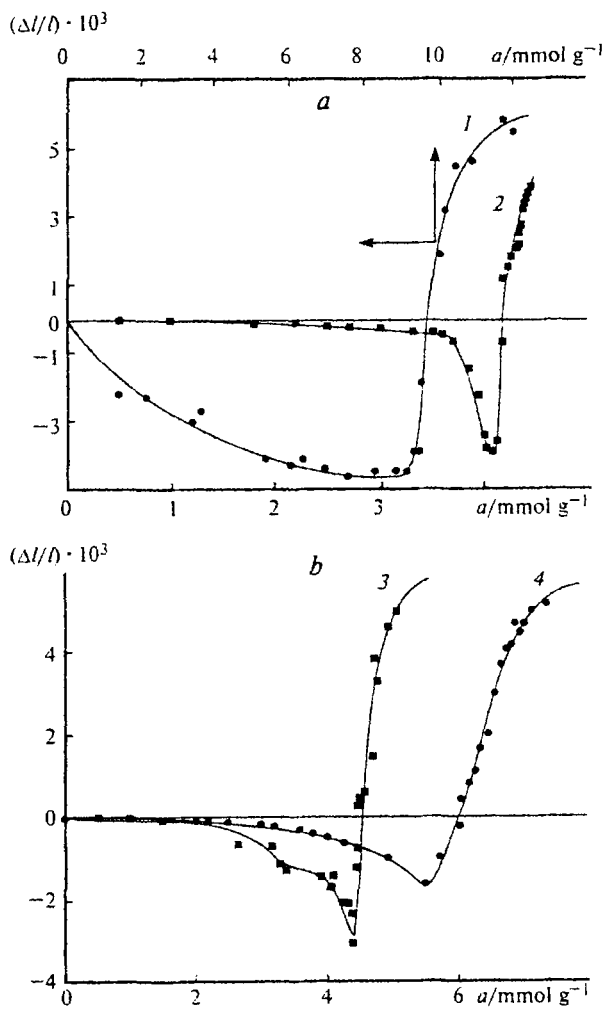 (Δl/l) · 10³
0 2 4 6 8 10 a/mmol g⁻¹
a
1
5
2
3
1
0
−1
−3
0 1 2 3 a/mmol g⁻¹
(Δl/l) · 10³
b 3 4
4
2
0
−2
−4
0 2 4 6 a/mmol g⁻¹